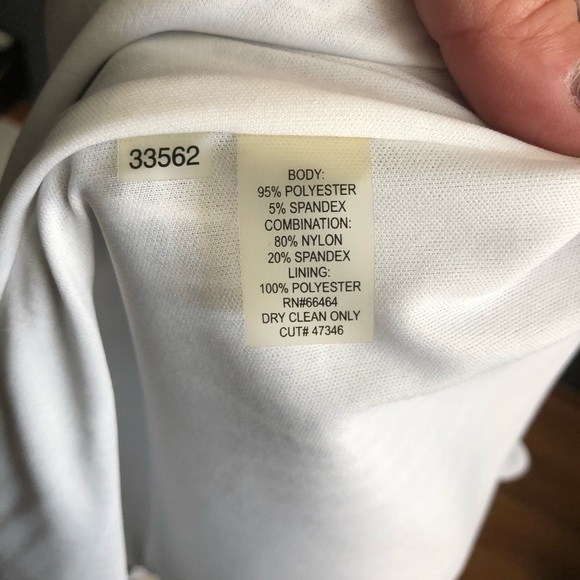 33562
BODY:
95% POLYESTER
5% SPANDEX
COMBINATION:
80% NYLON
20% SPANDEX
LINING:
100% POLYESTER
RN#66464
DRY CLEAN ONLY
CUT# 47346